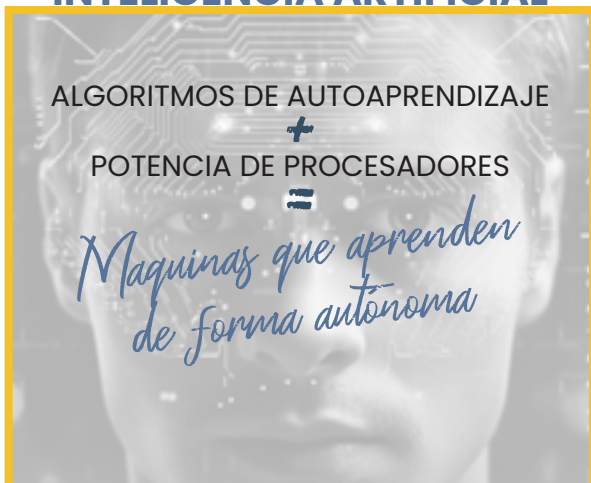 INTELIGENCIA ARTIFICIAL
ALGORITMOS DE AUTOAPRENDIZAJE
+
POTENCIA DE PROCESADORES
=
Maquinas que aprenden
de forma autónoma